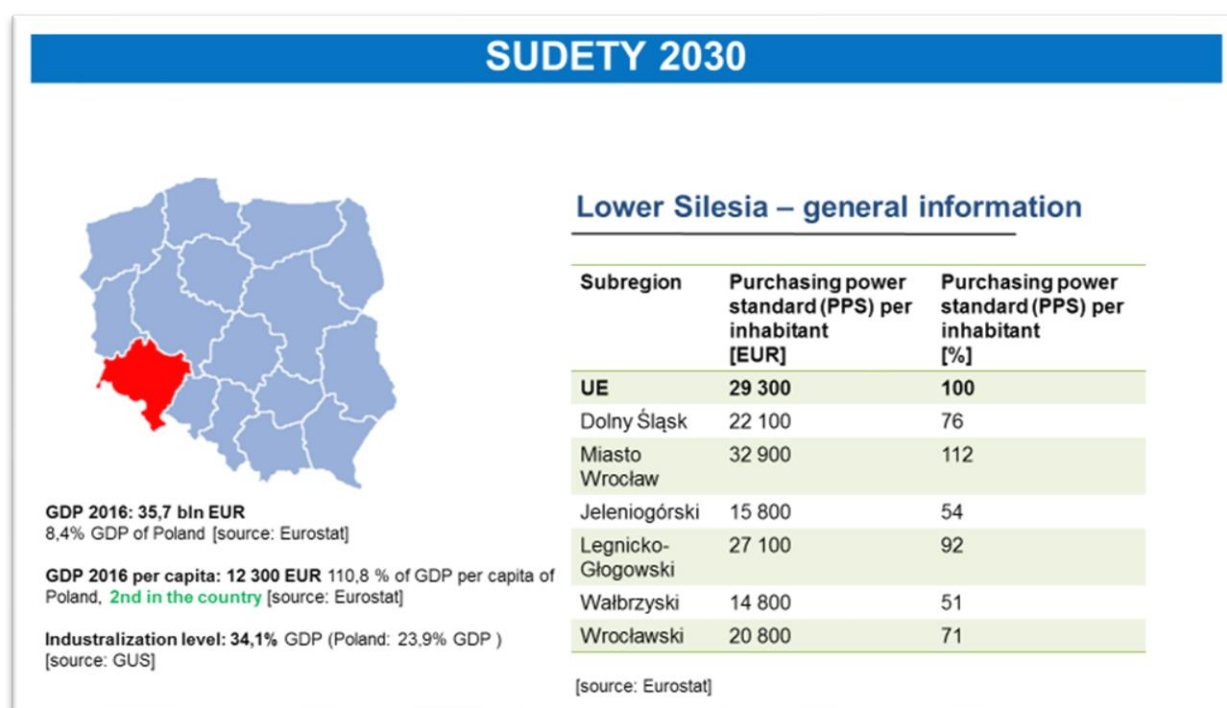 SUDETY 2030
Lower Silesia – general information
GDP 2016: 35,7 bln EUR
8,4% GDP of Poland [source: Eurostat]
GDP 2016 per capita: 12 300 EUR 110,8 % of GDP per capita of
Poland, 2nd in the country [source: Eurostat]
Industralization level: 34,1% GDP (Poland: 23,9% GDP )
[source: GUS]
Subregion Purchasing power Purchasing power
standard (PPS) per standard (PPS) per
inhabitant inhabitant
[EUR] [%]
UE 29 300 100
Dolny Śląsk 22 100 76
Miasto 32 900 112
Wrocław
Jeleniogórski 15 800 54
Legnicko- 27 100 92
Głogowski
Wałbrzyski 14 800 51
Wrocławski 20 800 71
[source: Eurostat]